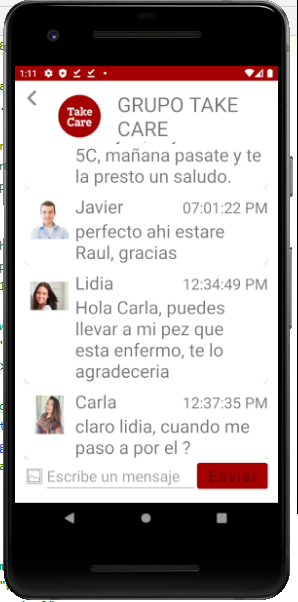 1:11
Take
Care
GRUPO TAKE
CARE
5C, mañana pasate y te
la presto un saludo.
Javier 07:01:22 PM
perfecto ahi estare
Raul, gracias
Lidia 12:34:49 PM
Hola Carla, puedes
llevar a mi pez que
esta enfermo, te lo
agradeceria
Carla 12:37:35 PM
claro lidia, cuando me
paso a por el ?
Escribe un mensaje
Enviar